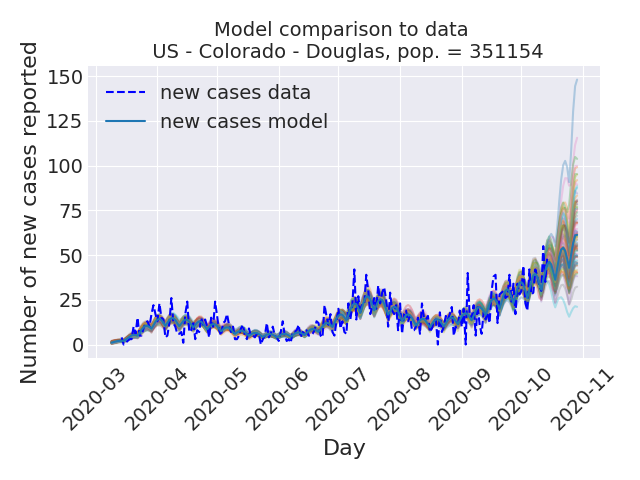 Model comparison to data
US - Colorado - Douglas, pop. = 351154
Number of new cases reported
150
125
100
75
50
25
0
new cases data
new cases model
2020-03
2020-04
2020-05
2020-06
2020-07
2020-08
2020-09
2020-10
2020-11
Day